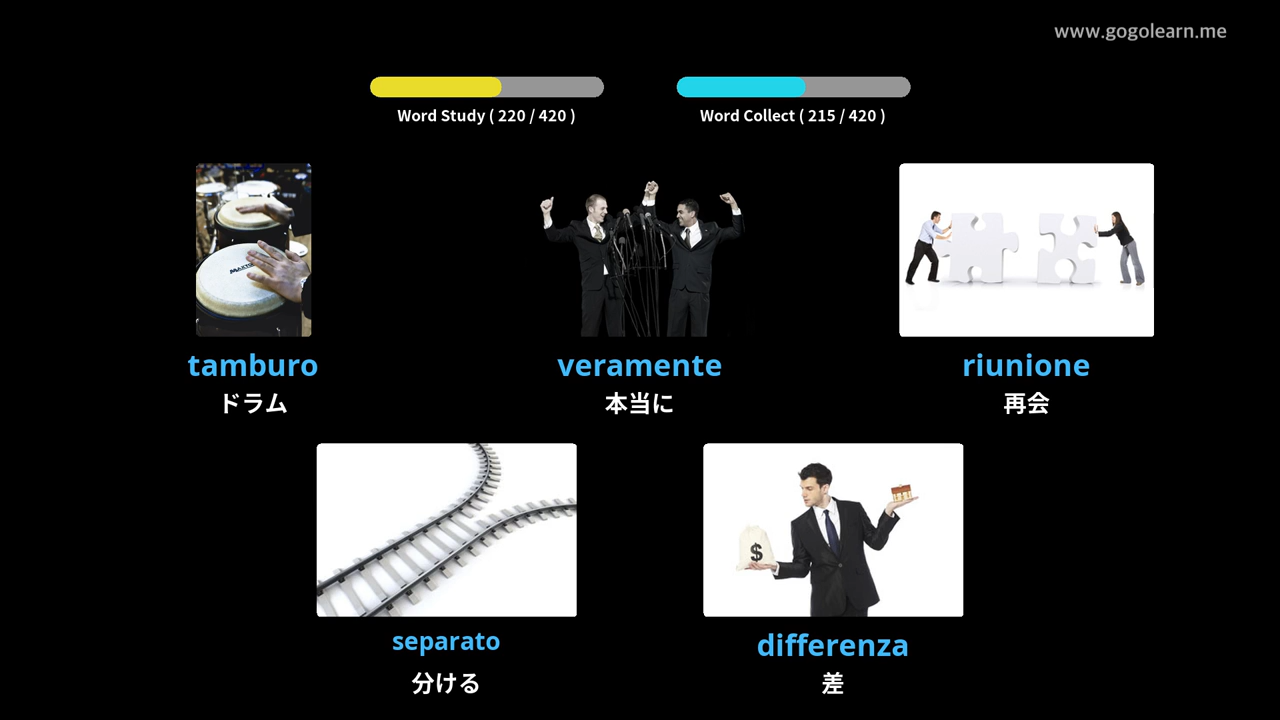 www.gogolearn.me
Word Study ( 220 / 420 )
Word Collect ( 215 / 420 )
tamburo
ドラム
veramente
本当に
riunione
再会
$
separato
分ける
differenza
差